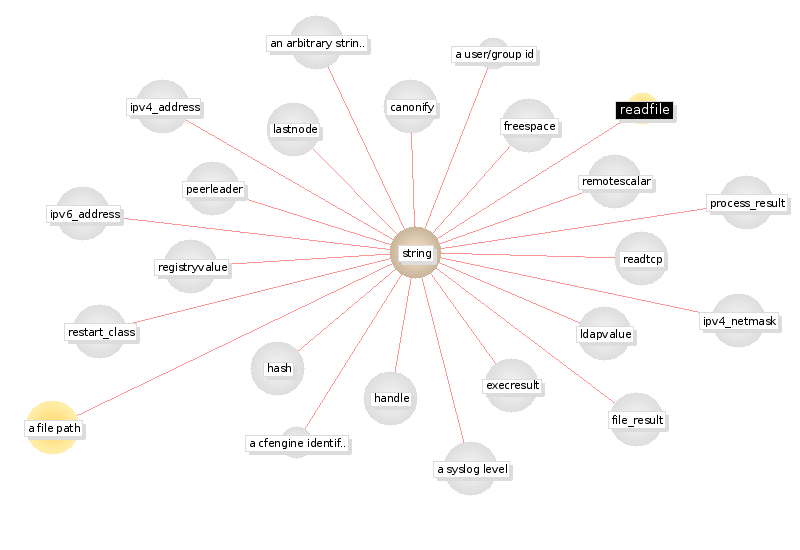 an arbitrary strin..
a user/group id
ipv4_address
canonify
readfile
lastnode
freespace
peerleader
remotescalar
ipv6_address
process_result
string
registryvalue
readtcp
restart_class
ipv4_netmask
ldapvalue
hash
execresult
handle
a file path
file_result
a cfengine identif..
a syslog level